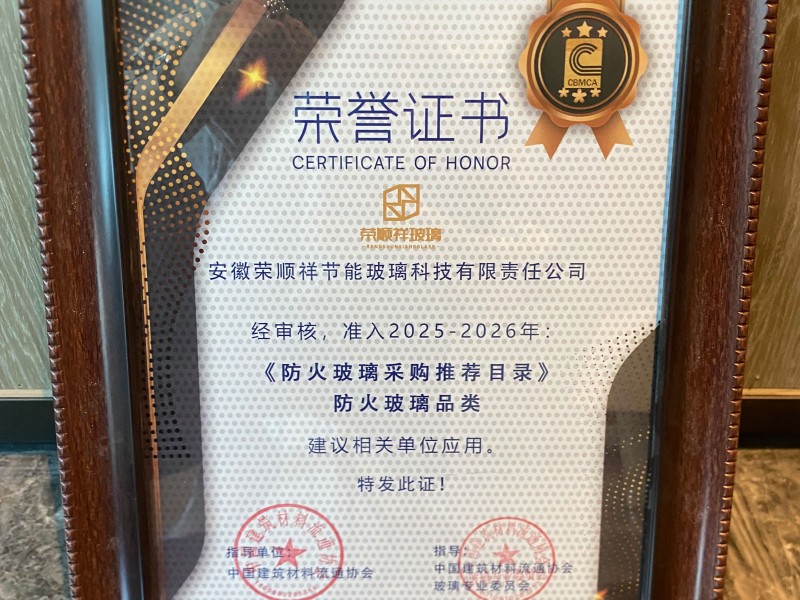 CBMCA
荣誉证书
CERTIFICATE OF HONOR
荣顺祥玻璃
安徽荣顺祥节能玻璃科技有限责任公司
经审核，准入2025-2026年：
《防火玻璃采购推荐目录》
防火玻璃品类
建议相关单位应用。
特发此证！
指导单位：
中国建筑材料流通协会
指导：
中国建筑材料流通协会
玻璃专业委员会